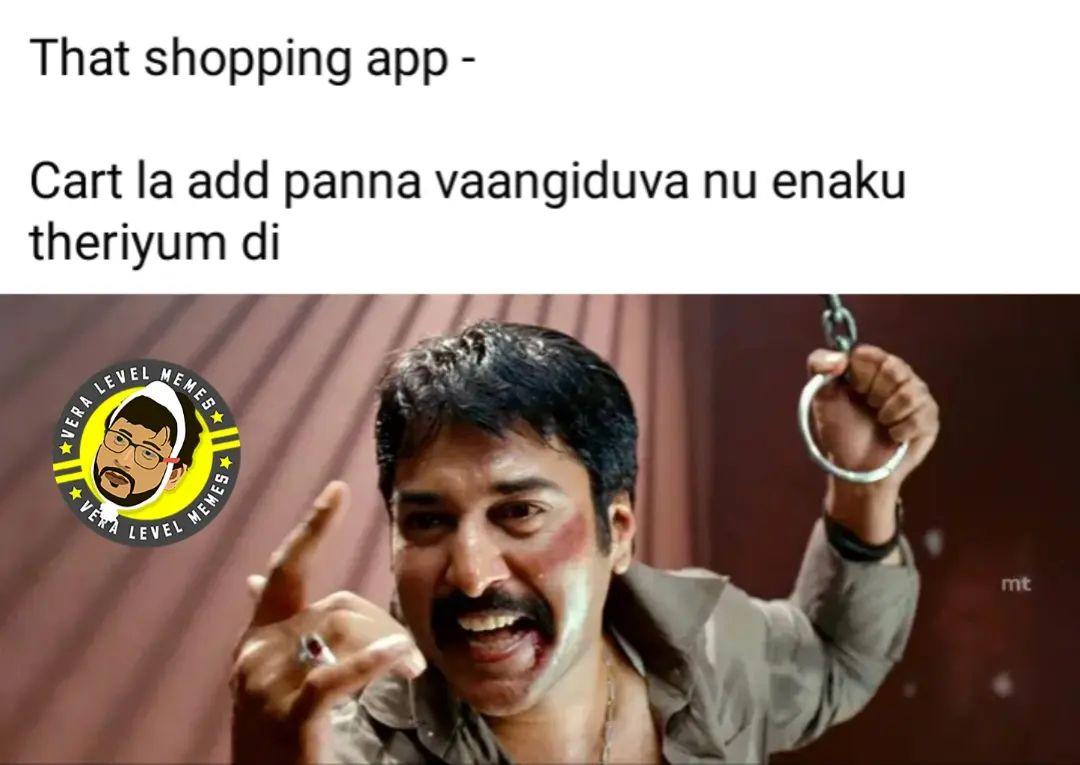 That shopping app -
Cart la add panna vaangiduva nu enaku
theriyum di
VERA LEVEL MEMES
VERA LEVEL MEMES
mt